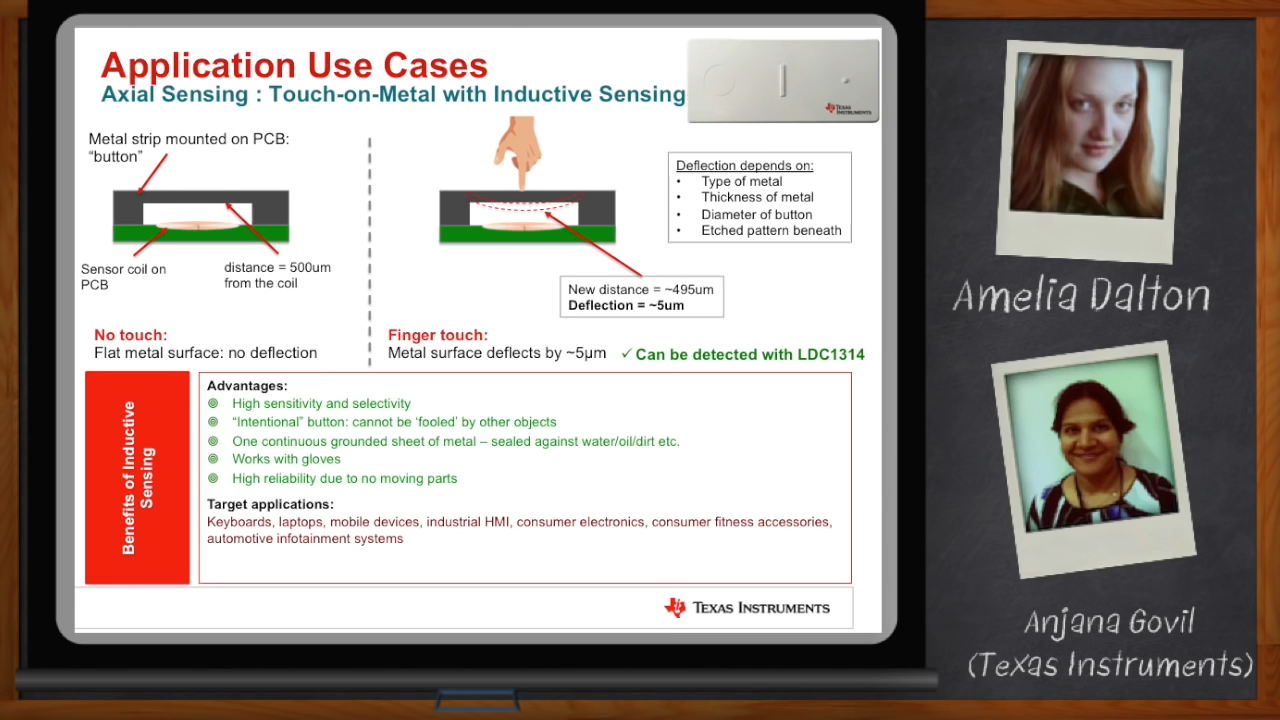 Application Use Cases
Axial Sensing : Touch-on-Metal with Inductive Sensing
TEXAS
INSTRUMENTS
Metal strip mounted on PCB:
“button”
Sensor coil on
PCB
distance = 500um
from the coil
Deflection depends on:
• Type of metal
• Thickness of metal
• Diameter of button
• Etched pattern beneath
New distance = ~495um
Deflection = ~5um
No touch:
Flat metal surface: no deflection
Finger touch:
Metal surface deflects by ~5µm
✓ Can be detected with LDC1314
Benefits of Inductive
Sensing
Advantages:
High sensitivity and selectivity
“Intentional” button: cannot be ‘fooled’ by other objects
One continuous grounded sheet of metal – sealed against water/oil/dirt etc.
Works with gloves
High reliability due to no moving parts
Target applications:
Keyboards, laptops, mobile devices, industrial HMI, consumer electronics, consumer fitness accessories,
automotive infotainment systems
TEXAS INSTRUMENTS
Amelia Dalton
Anjana Govil
(Texas Instruments)